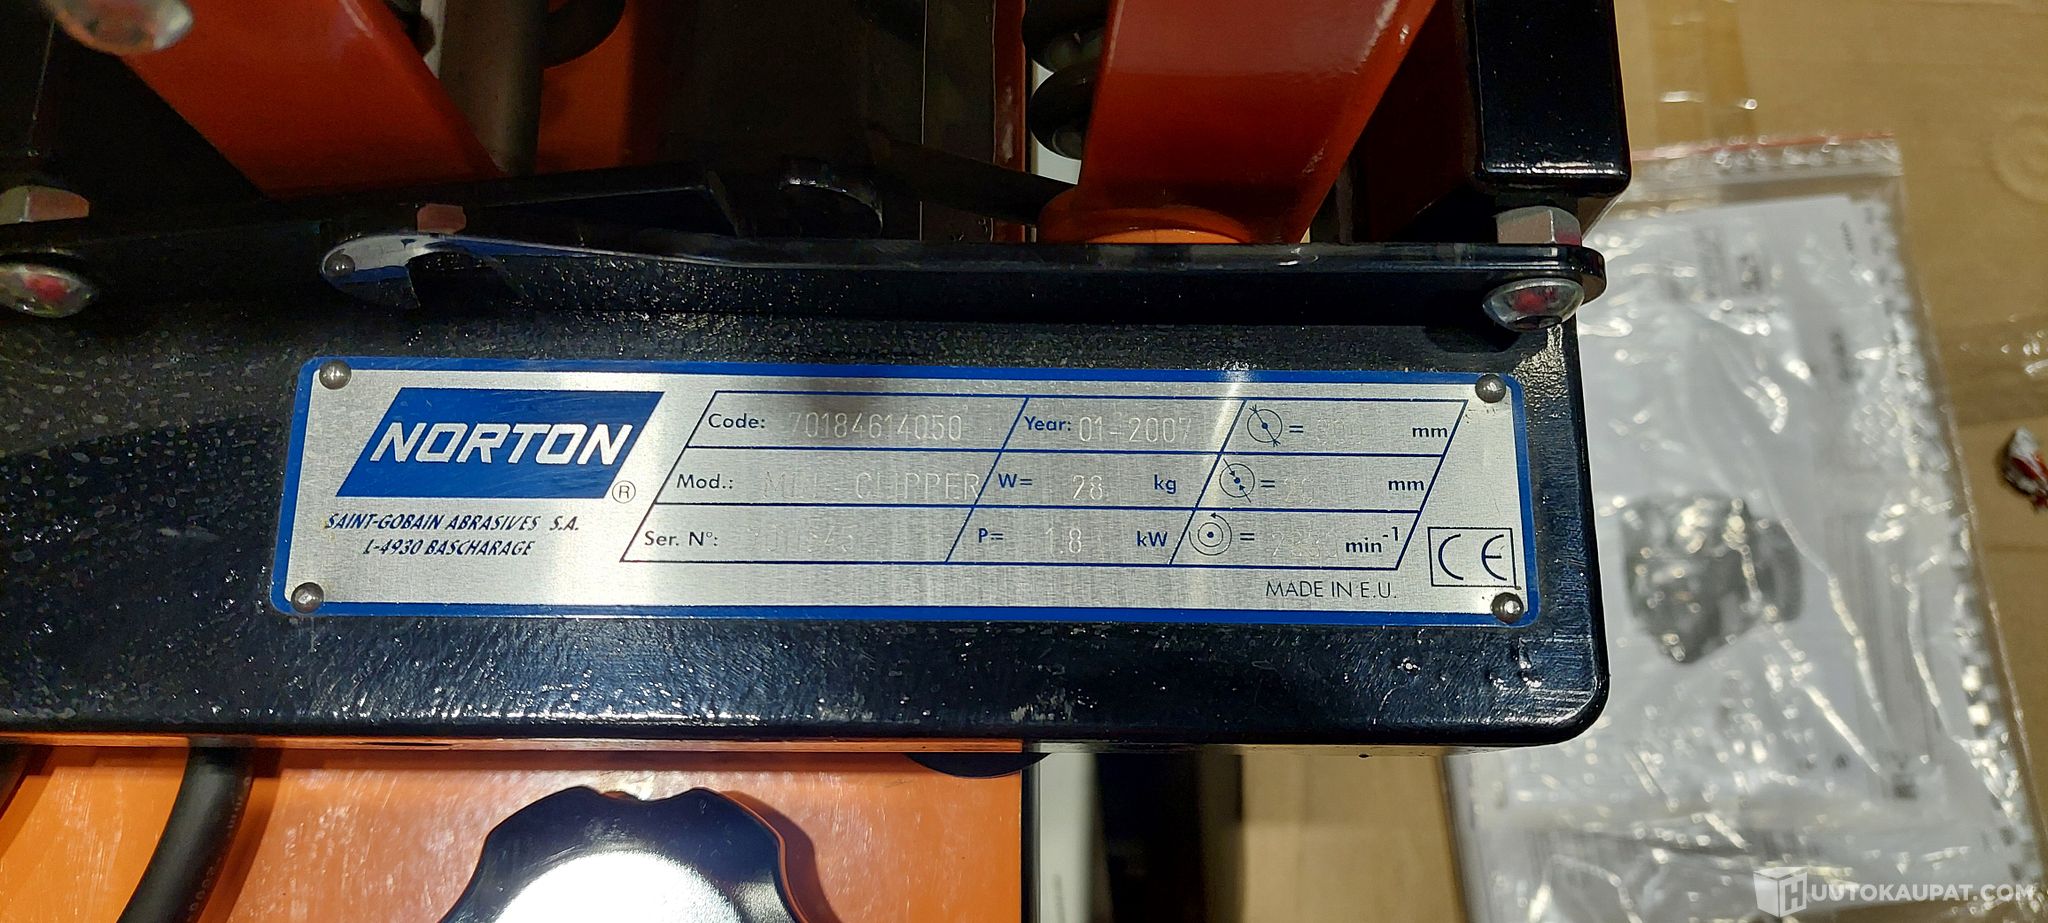 NORTON ®
SAINT-GOBAIN ABRASIVES S.A.
L-4930 BASCHARAGE
Code: 70184614050 Year: 01-2007 = mm
Mod.: CLIPPER W= 28 kg = mm
Ser. N°: P= 1.8 kW = min-1
MADE IN E.U.
CE
HUUTOKAUPAT.COM